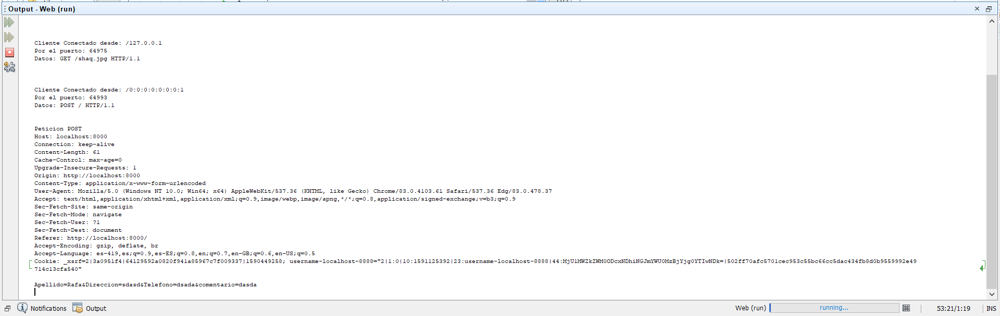 Output - Web (run)
Cliente Conectado desde: /127.0.0.1
Por el puerto: 64975
Datos: GET /shaq.jpg HTTP/1.1
Cliente Conectado desde: /0:0:0:0:0:0:0:1
Por el puerto: 64993
Datos: POST / HTTP/1.1
Peticion POST
Host: localhost:8000
Connection: keep-alive
Content-Length: 61
Cache-Control: max-age=0
Upgrade-Insecure-Requests: 1
Origin: http://localhost:8000
Content-Type: application/x-www-form-urlencoded
User-Agent: Mozilla/5.0 (Windows NT 10.0; Win64; x64) AppleWebKit/537.36 (KHTML, like Gecko) Chrome/83.0.4103.61 Safari/537.36 Edg/83.0.478.37
Accept: text/html,application/xhtml+xml,application/xml;q=0.9,image/webp,image/apng,*/*;q=0.8,application/signed-exchange;v=b3;q=0.9
Sec-Fetch-Site: same-origin
Sec-Fetch-Mode: navigate
Sec-Fetch-User: ?1
Sec-Fetch-Dest: document
Referer: http://localhost:8000/
Accept-Encoding: gzip, deflate, br
Accept-Language: es-419,es;q=0.9,es-ES;q=0.8,en;q=0.7,en-GB;q=0.6,en-US;q=0.5
Cookie: _xsrf=2|3a0951f4|64129592a0820f941a85967c7f009337|1590449258; username-localhost-8888="2|1:0|10:1591125392|23:username-localhost-8888|44:MjU1MWZkZWM0ODcxNDhiNGJmYWU0MzBjYjg0YTIwNDk=|502ff70afc5701cec953c55bc66cc5dac434fb8d0b9559992e49
714c13cfa540"
Apellido=Rafa&Direccion=sdasd&Telefono=dsada&comentario=dasda
Notifications
Output
Web (run)
running...
53:21/1:19
INS